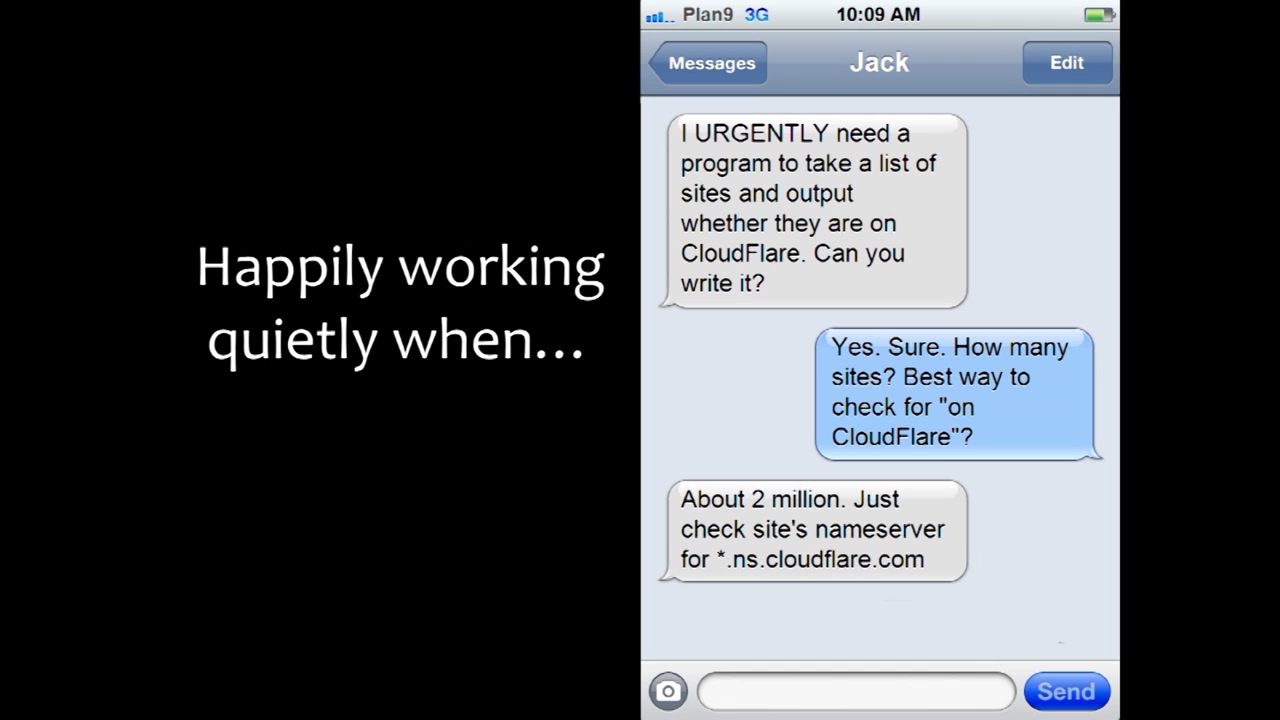 Happily working
quietly when...
Plan9 3G 10:09 AM
Messages Jack Edit
I URGENTLY need a
program to take a list of
sites and output
whether they are on
CloudFlare. Can you
write it?
Yes. Sure. How many
sites? Best way to
check for "on
CloudFlare"?
About 2 million. Just
check site's nameserver
for *.ns.cloudflare.com
Send